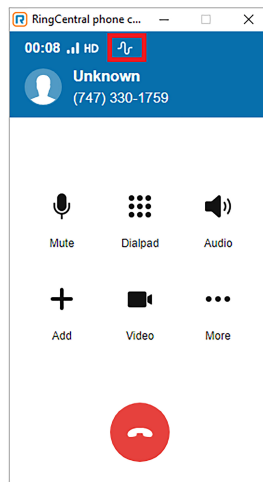 RingCentral phone c...
00:08 HD
Unknown
(747) 330-1759
Mute Dialpad Audio
Add Video More